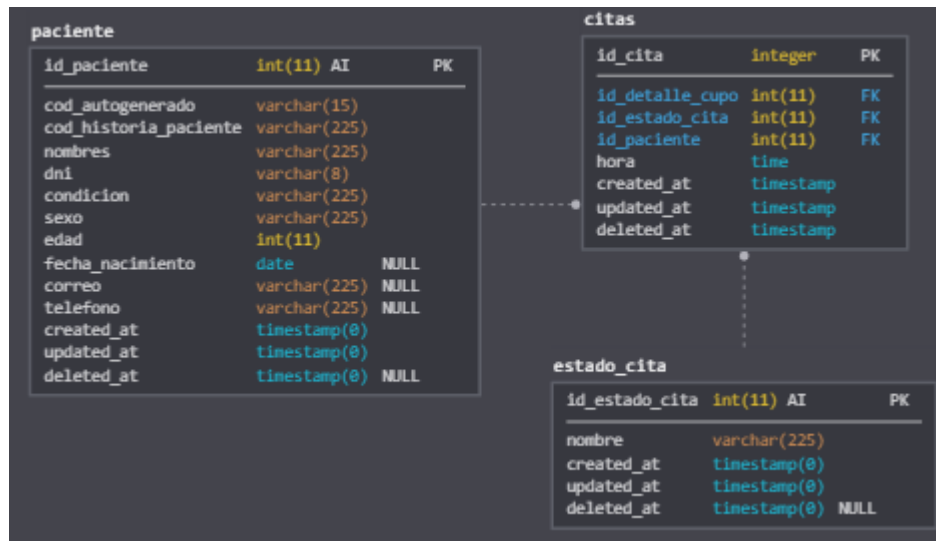 paciente
id_paciente int(11) AI PK
cod_autogenerado varchar(15)
cod_historia_paciente varchar(225)
nombres varchar(225)
dni varchar(8)
condicion varchar(225)
sexo varchar(225)
edad int(11)
fecha_nacimiento date NULL
correo varchar(225) NULL
telefono varchar(225) NULL
created_at timestamp(0)
updated_at timestamp(0)
deleted_at timestamp(0) NULL
citas
id_cita integer PK
id_detalle_cupo int(11) FK
id_estado_cita int(11) FK
id_paciente int(11) FK
hora time
created_at timestamp
updated_at timestamp
deleted_at timestamp
estado_cita
id_estado_cita int(11) AI PK
nombre varchar(225)
created_at timestamp(0)
updated_at timestamp(0)
deleted_at timestamp(0) NULL